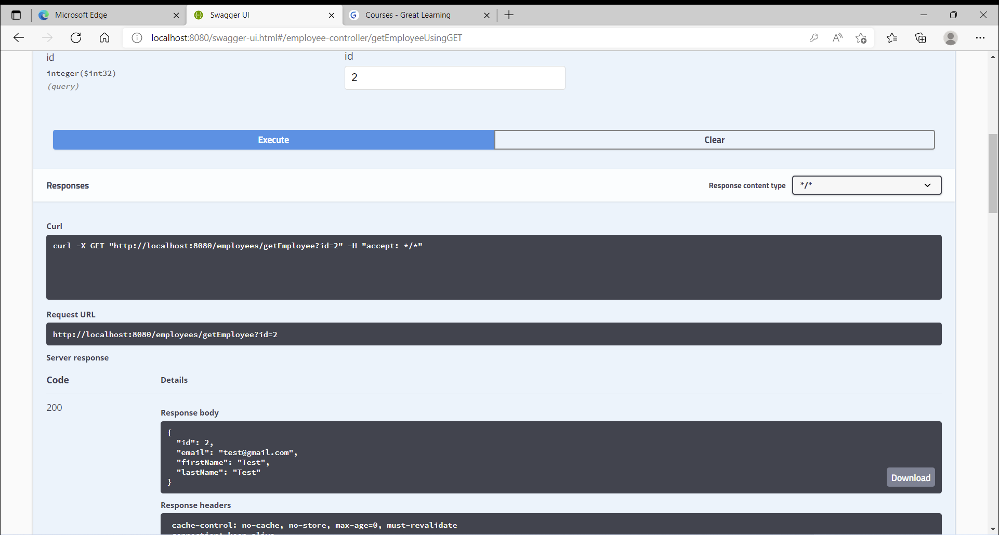 Microsoft Edge
Swagger UI
Courses - Great Learning
localhost:8080/swagger-ui.html#/employee-controller/getEmployeeUsingGET
id
id
integer($int32)
2
(query)
Execute
Clear
Responses
Response content type
*/*
Curl
curl -X GET "http://localhost:8080/employees/getEmployee?id=2" -H "accept: */*"
Request URL
http://localhost:8080/employees/getEmployee?id=2
Server response
Code
Details
200
Response body
{
"id": 2,
"email": "test@gmail.com",
"firstName": "Test",
"lastName": "Test"
}
Download
Response headers
cache-control: no-cache, no-store, max-age=0, must-revalidate